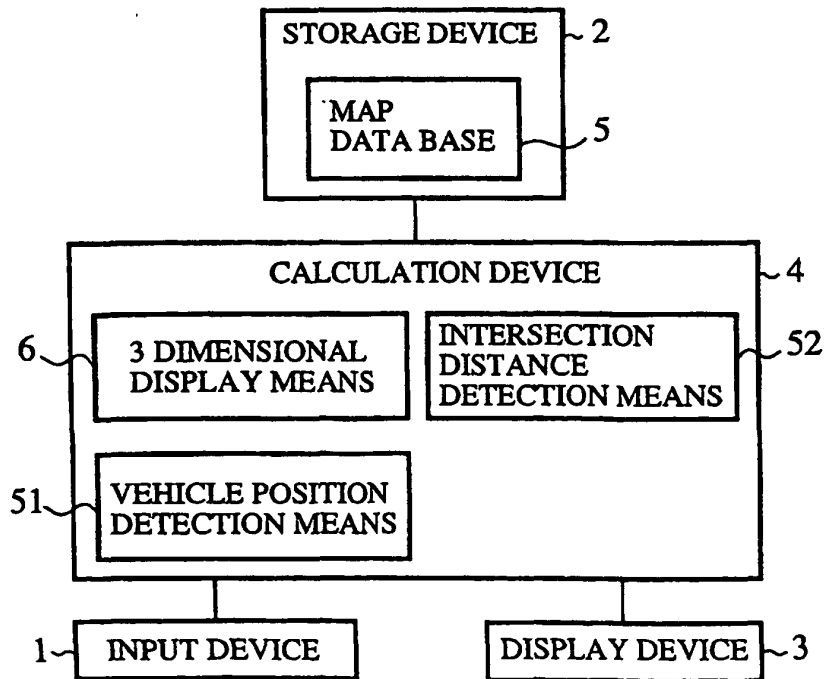 STORAGE DEVICE
2
MAP
DATA BASE
5
CALCULATION DEVICE
4
6
3 DIMENSIONAL
DISPLAY MEANS
INTERSECTION
DISTANCE
DETECTION MEANS
52
51
VEHICLE POSITION
DETECTION MEANS
1
INPUT DEVICE
DISPLAY DEVICE
3